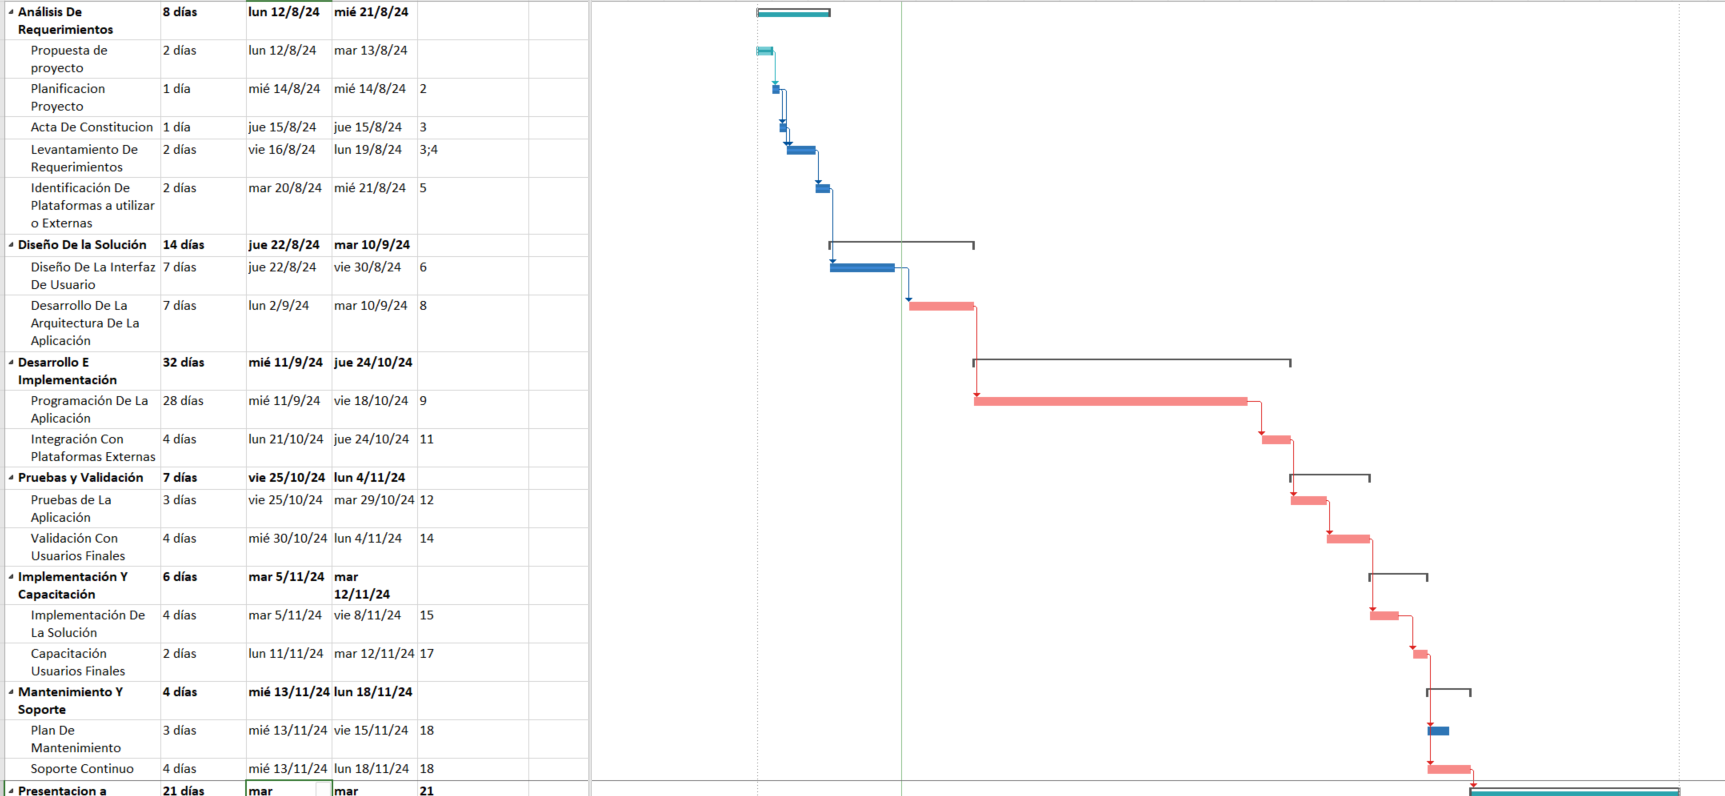 Análisis De 8 días lun 12/8/24 mié 21/8/24
Requerimientos
Propuesta de 2 días lun 12/8/24 mar 13/8/24
proyecto
Planificacion 1 día mié 14/8/24 mié 14/8/24 2
Proyecto
Acta De Constitucion 1 día jue 15/8/24 jue 15/8/24 3
Levantamiento De 2 días vie 16/8/24 lun 19/8/24 3;4
Requerimientos
Identificación De 2 días mar 20/8/24 mié 21/8/24 5
Plataformas a utilizar
o Externas
Diseño De la Solución 14 días jue 22/8/24 mar 10/9/24
Diseño De La Interfaz 7 días jue 22/8/24 vie 30/8/24 6
De Usuario
Desarrollo De La 7 días lun 2/9/24 mar 10/9/24 8
Arquitectura De La
Aplicación
Desarrollo E 32 días mié 11/9/24 jue 24/10/24
Implementación
Programación De La 28 días mié 11/9/24 vie 18/10/24 9
Aplicación
Integración Con 4 días lun 21/10/24 jue 24/10/24 11
Plataformas Externas
Pruebas y Validación 7 días vie 25/10/24 lun 4/11/24
Pruebas de La 3 días vie 25/10/24 mar 29/10/24 12
Aplicación
Validación Con 4 días mié 30/10/24 lun 4/11/24 14
Usuarios Finales
Implementación Y 6 días mar 5/11/24 mar
Capacitación 12/11/24
Implementación De 4 días mar 5/11/24 vie 8/11/24 15
La Solución
Capacitación 2 días lun 11/11/24 mar 12/11/24 17
Usuarios Finales
Mantenimiento Y 4 días mié 13/11/24 lun 18/11/24
Soporte
Plan De 3 días mié 13/11/24 vie 15/11/24 18
Mantenimiento
Soporte Continuo 4 días mié 13/11/24 lun 18/11/24 18
Presentacion a 21 días mar mar 21